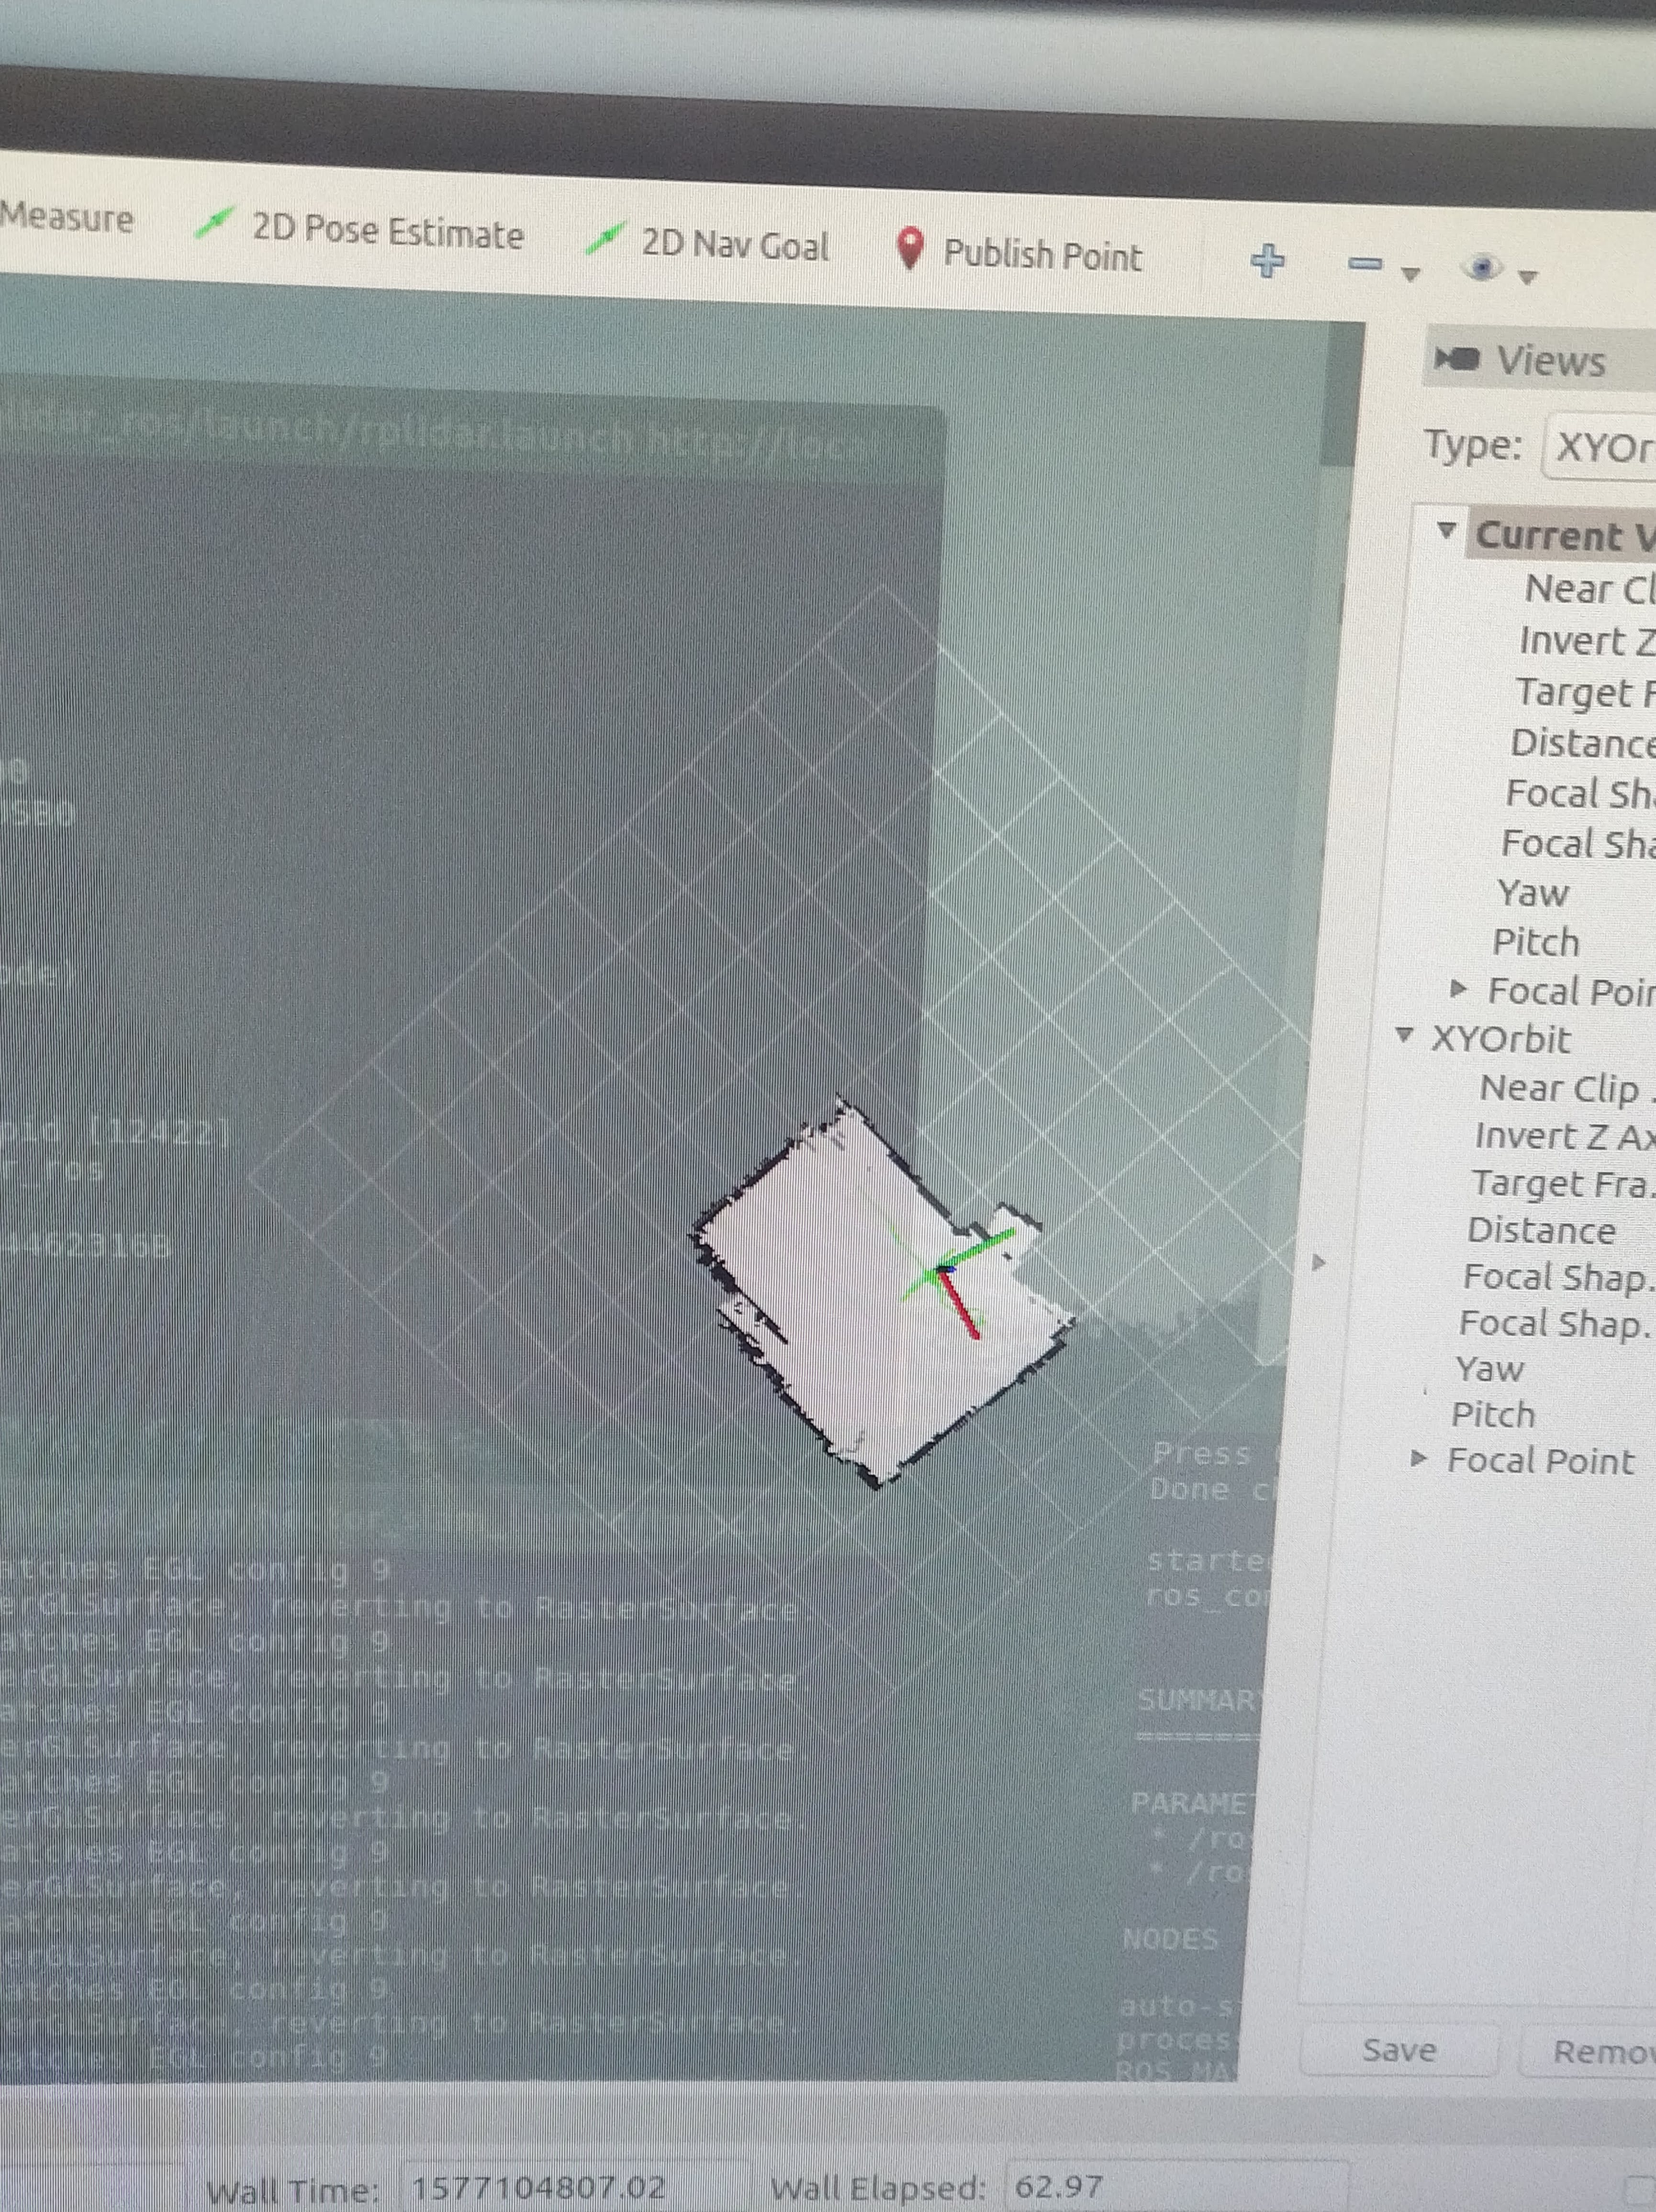 Measure 2D Pose Estimate 2D Nav Goal Publish Point
Views
Type: XYOr
Current V
Near Cl
Invert Z
Target F
Distance
Focal Sha
Focal Sha
Yaw
Pitch
Focal Poin
XYOrbit
Near Clip .
Invert Z Ax
Target Fra.
Distance
Focal Shap.
Focal Shap.
Yaw
Pitch
Focal Point
lidar_ros/launch/rplidar.launch http://loc
USB0
ode)
pid [12422]
r_ros
4462316B
atches EGL config 9
erGLSurface, reverting to RasterSurface.
atches EGL config 9
erGLSurface, reverting to RasterSurface.
atches EGL config 9
erGLSurface, reverting to RasterSurface.
atches EGL config 9
erGLSurface, reverting to RasterSurface.
atches EGL config 9
erGLSurface, reverting to RasterSurface.
atches EGL config 9
erGLSurface, reverting to RasterSurface.
atches EGL config 9
erGLSurface, reverting to RasterSurface.
atches EGL config 9
Press
Done c
starte
ros_co
SUMMAR
=======
PARAME
* /ro
* /ro
NODES
auto-s
proces
ROS_MA
Save Remov
Wall Time: 1577104807.02 Wall Elapsed: 62.97